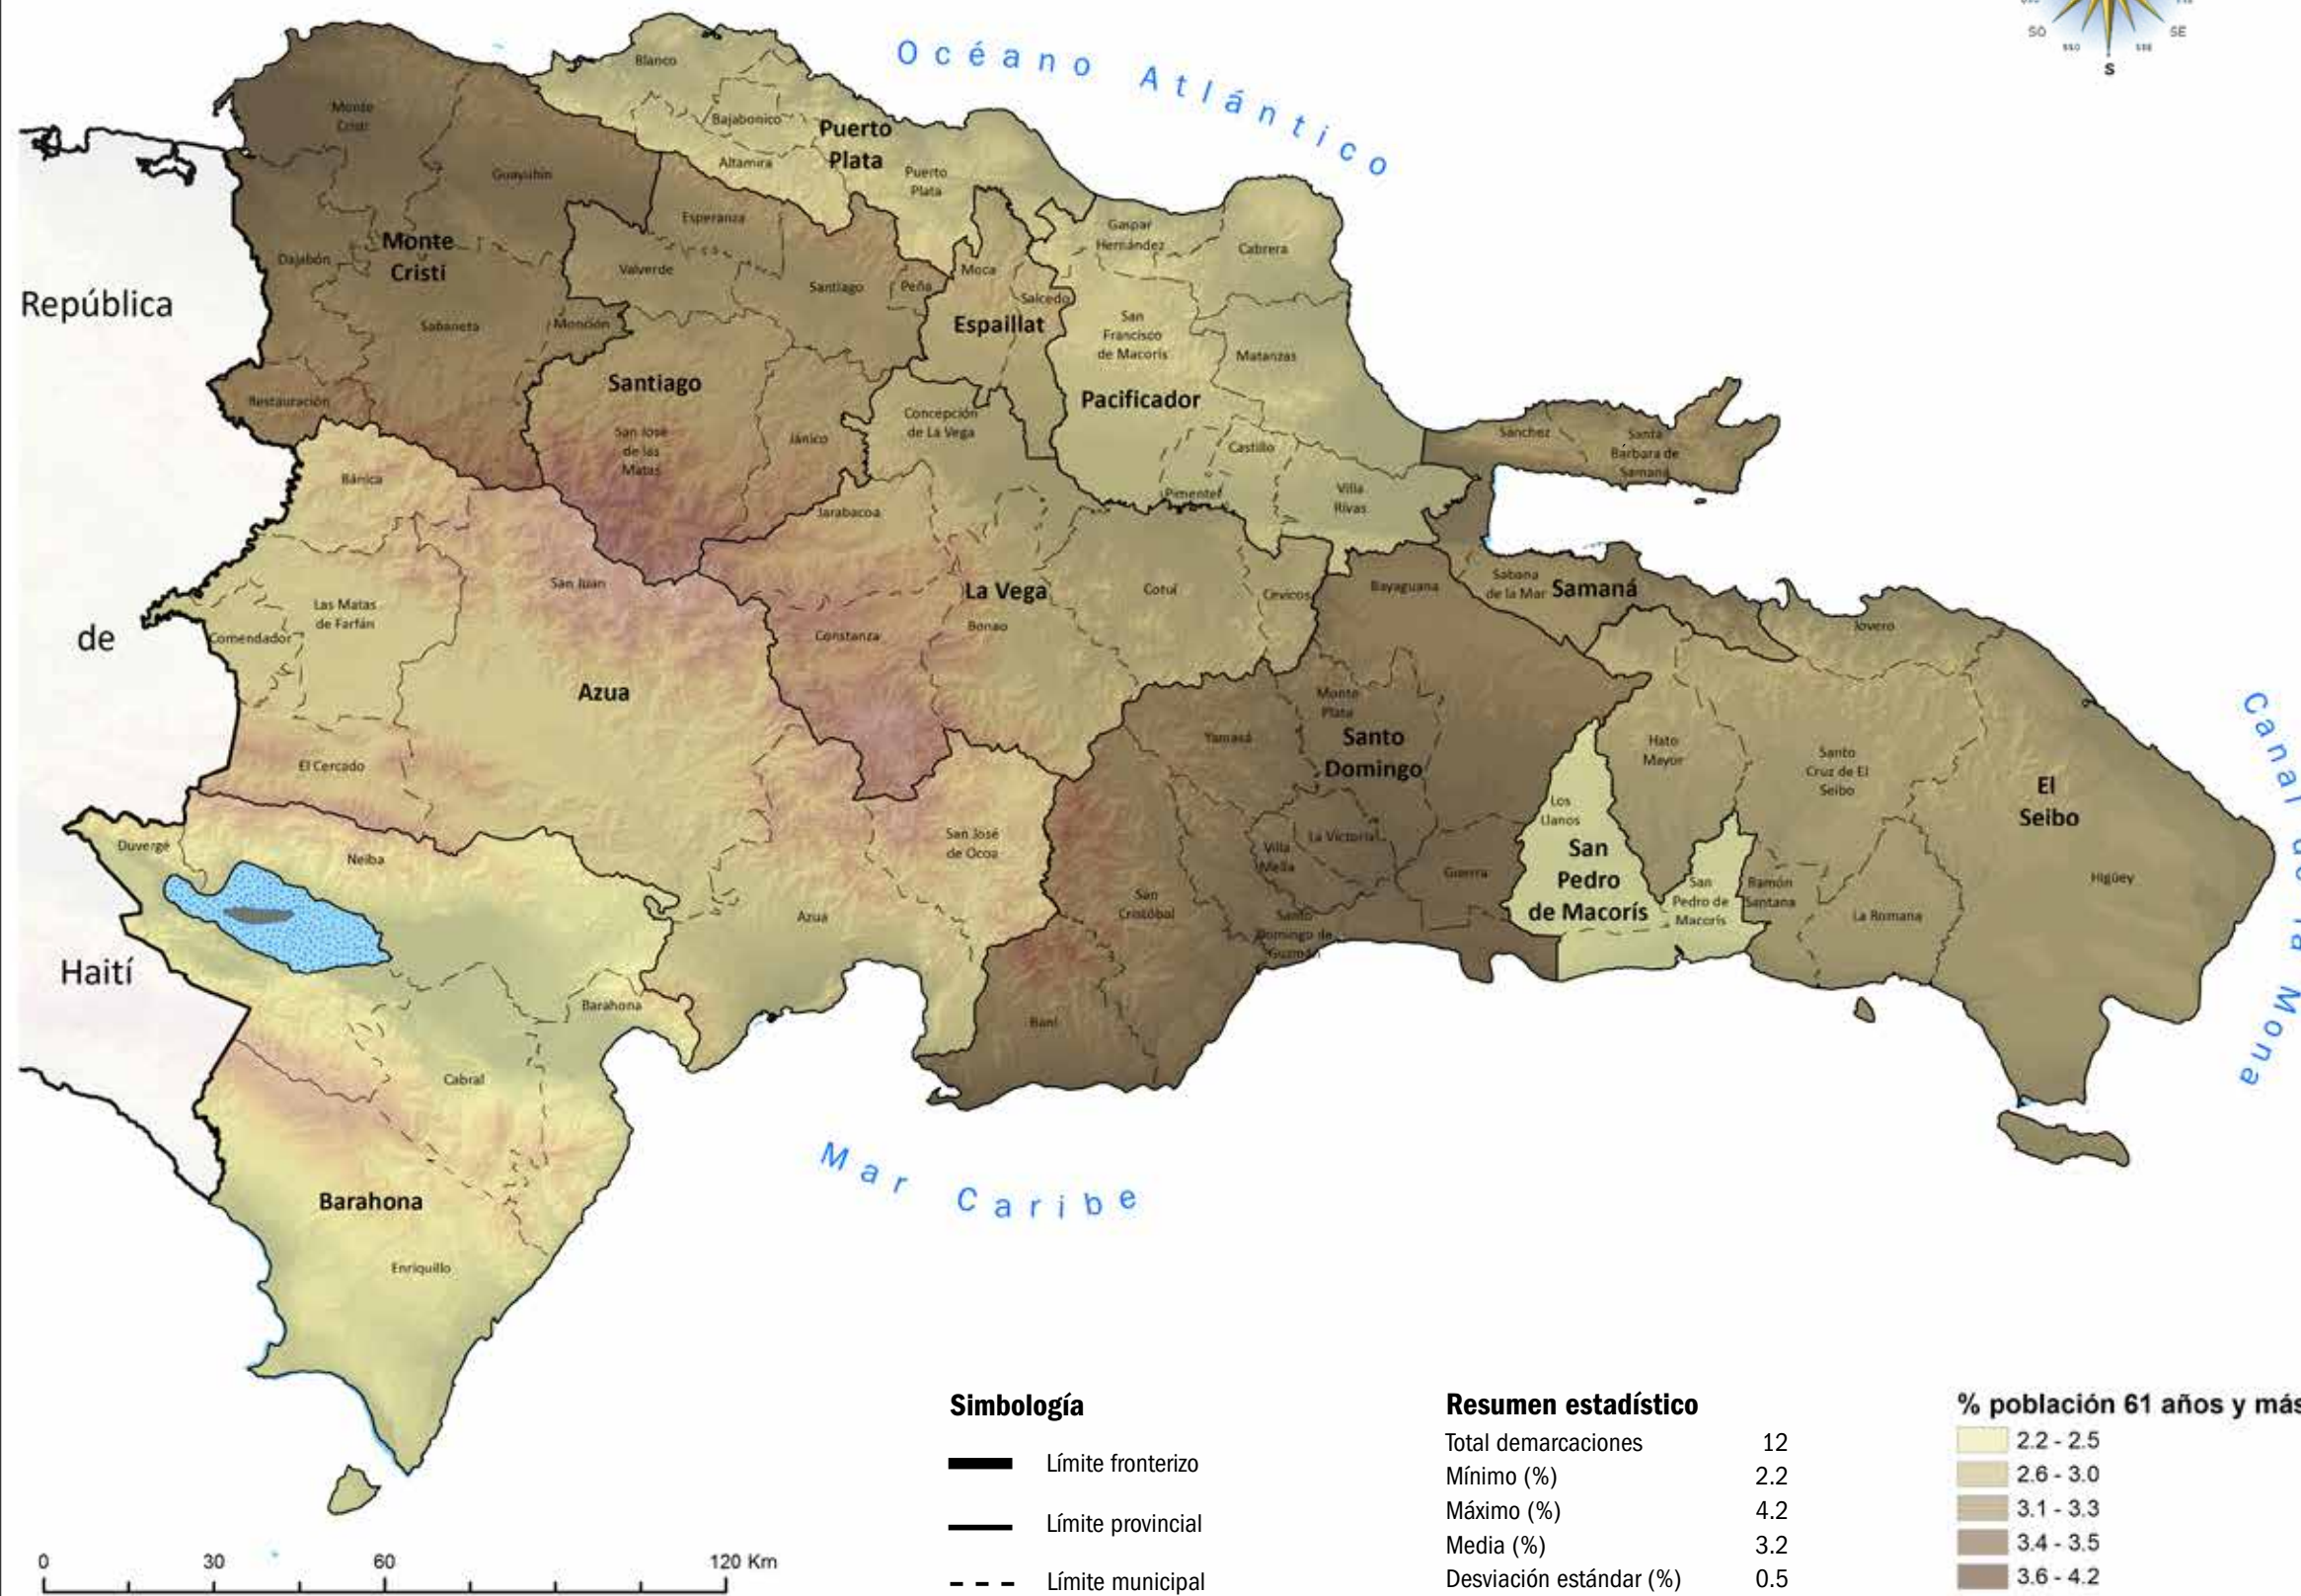 SO
SSO
SSE
SE
S
Océano Atlántico
Blanco
Bajabonico
Altamira
Puerto
Plata
Puerto
Plata
Monte
Cristi
Guayubín
Esperanza
Gaspar
Hernández
Cabrera
Dajabón
Monte
Cristi
Valverde
Santiago
Peña
Moca
Salcedo
Espaillat
República
Sabaneta
Monción
San
Francisco
de Macorís
Matanzas
Santiago
Pacificador
Restauración
San José
de las
Matas
Jánico
Concepción
de La Vega
Castillo
Pimentel
Villa
Rivas
Sánchez
Santa
Bárbara de
Samaná
Bánica
Jarabacoa
San Juan
La Vega
Cotuí
Cevicos
Bayaguana
Sabana
de la Mar
Samaná
Jovero
Las Matas
de Farfán
Comendador
de
Constanza
Bonao
Azua
Monte
Plata
Yamasá
Santo
Domingo
Hato
Mayor
Santo
Cruz de El
Seibo
El
Seibo
El Cercado
Duvergé
Neiba
San José
de Ocoa
Villa
Mella
La Victoria
Guerra
Los
Llanos
San
Pedro
de Macorís
San
Pedro de
Macorís
Ramón
Santana
La Romana
Higüey
Azua
San
Cristóbal
Santo
Domingo de
Guzmán
Haití
Barahona
Baní
Cabral
Barahona
Enriquillo
Mar Caribe
Canal de la Mona
0 30 60 120 Km
Simbología
Límite fronterizo
Límite provincial
Límite municipal
Resumen estadístico
Total demarcaciones 12
Mínimo (%) 2.2
Máximo (%) 4.2
Media (%) 3.2
Desviación estándar (%) 0.5
% población 61 años y más
2.2 - 2.5
2.6 - 3.0
3.1 - 3.3
3.4 - 3.5
3.6 - 4.2